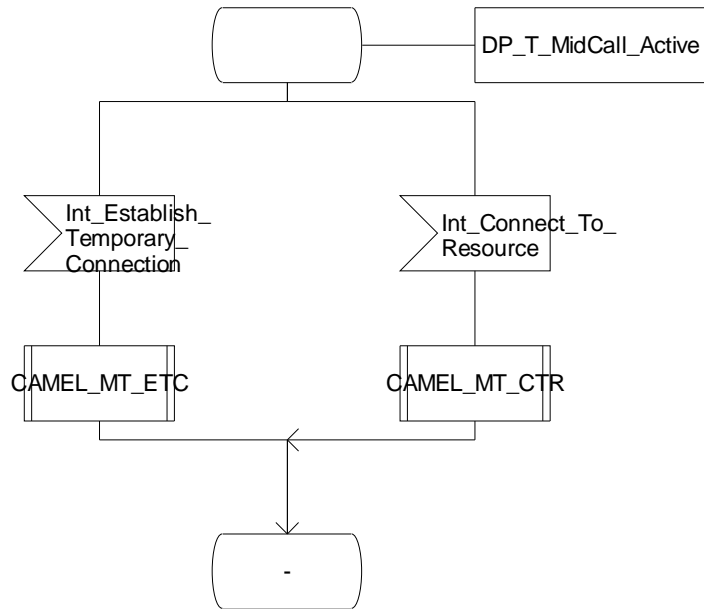 DP_T_MidCall_Active
Int_Establish_
Temporary_
Connection
Int_Connect_To_
Resource
CAMEL_MT_ETC
CAMEL_MT_CTR
-